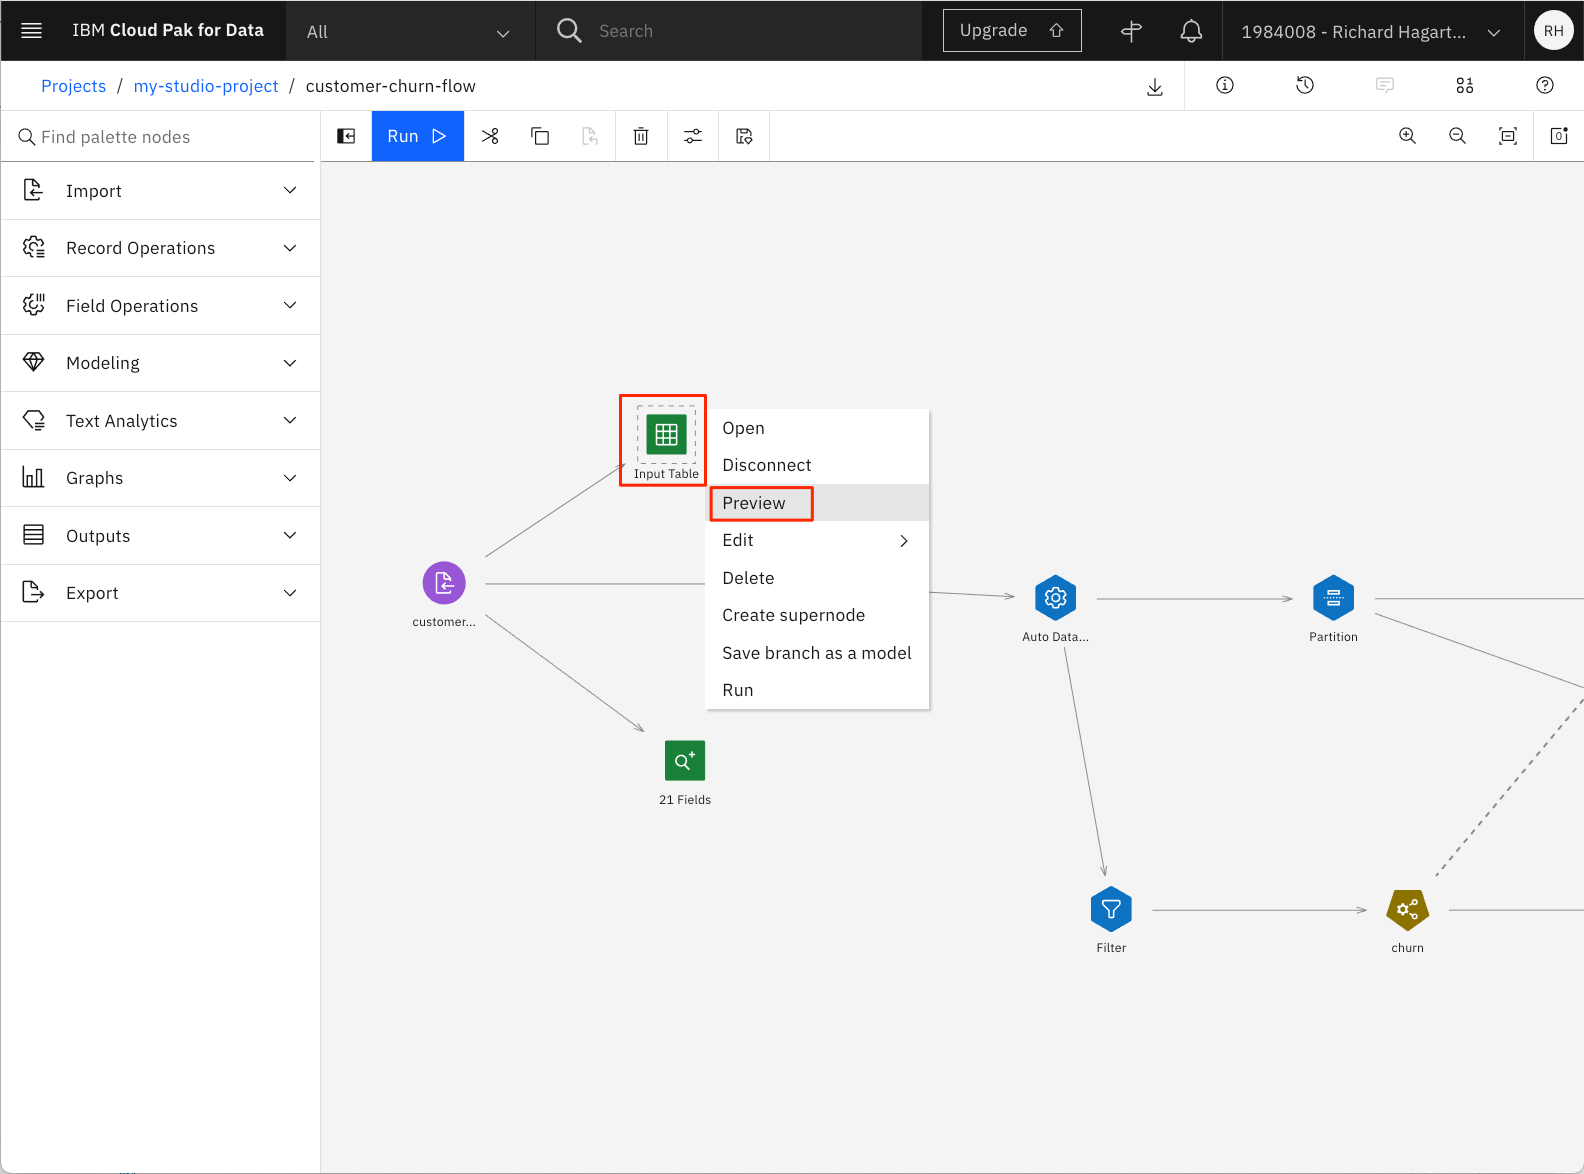 IBM Cloud Pak for Data
All
Search
Upgrade
1984008 - Richard Hagart...
RH
Projects / my-studio-project / customer-churn-flow
Find palette nodes
Run
Import
Record Operations
Field Operations
Modeling
Text Analytics
Graphs
Outputs
Export
Input Table
Open
Disconnect
Preview
Edit
Delete
Create supernode
Save branch as a model
Run
customer...
21 Fields
Auto Data...
Partition
Filter
churn